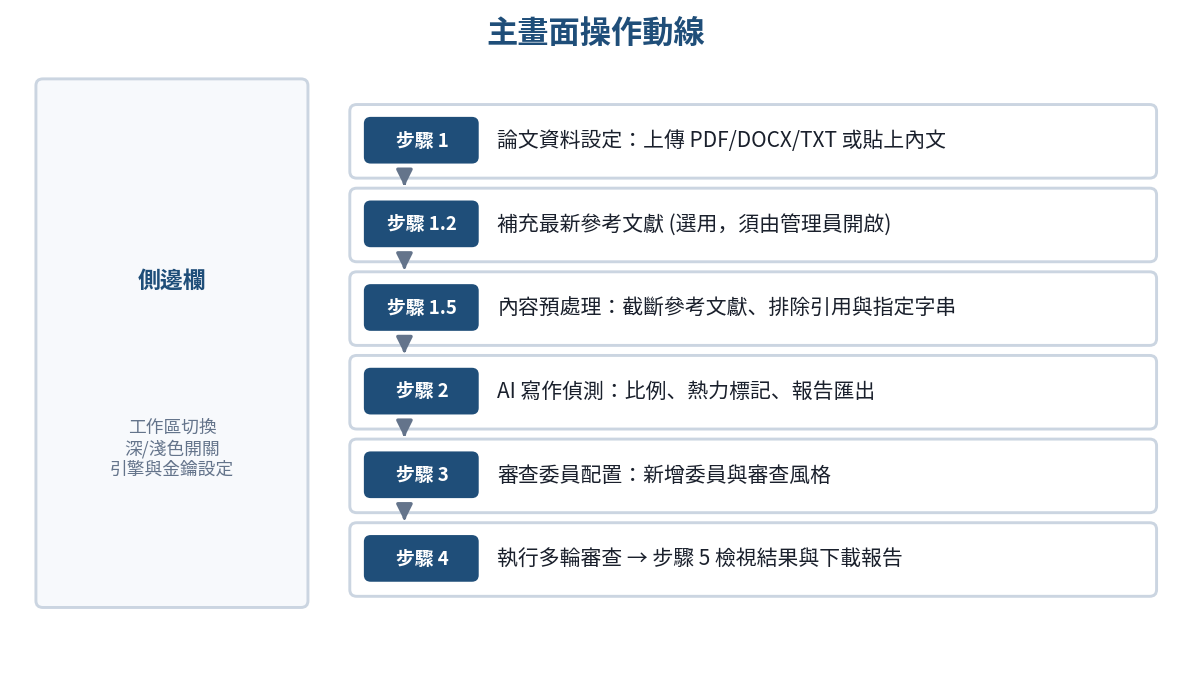 主畫面操作動線
側邊欄
工作區切換
深/淺色開關
引擎與金鑰設定
步驟 1
論文資料設定：上傳 PDF/DOCX/TXT 或貼上內文
步驟 1.2
補充最新參考文獻 (選用，須由管理員開啟)
步驟 1.5
內容預處理：截斷參考文獻、排除引用與指定字串
步驟 2
AI 寫作偵測：比例、熱力標記、報告匯出
步驟 3
審查委員配置：新增委員與審查風格
步驟 4
執行多輪審查 → 步驟 5 檢視結果與下載報告